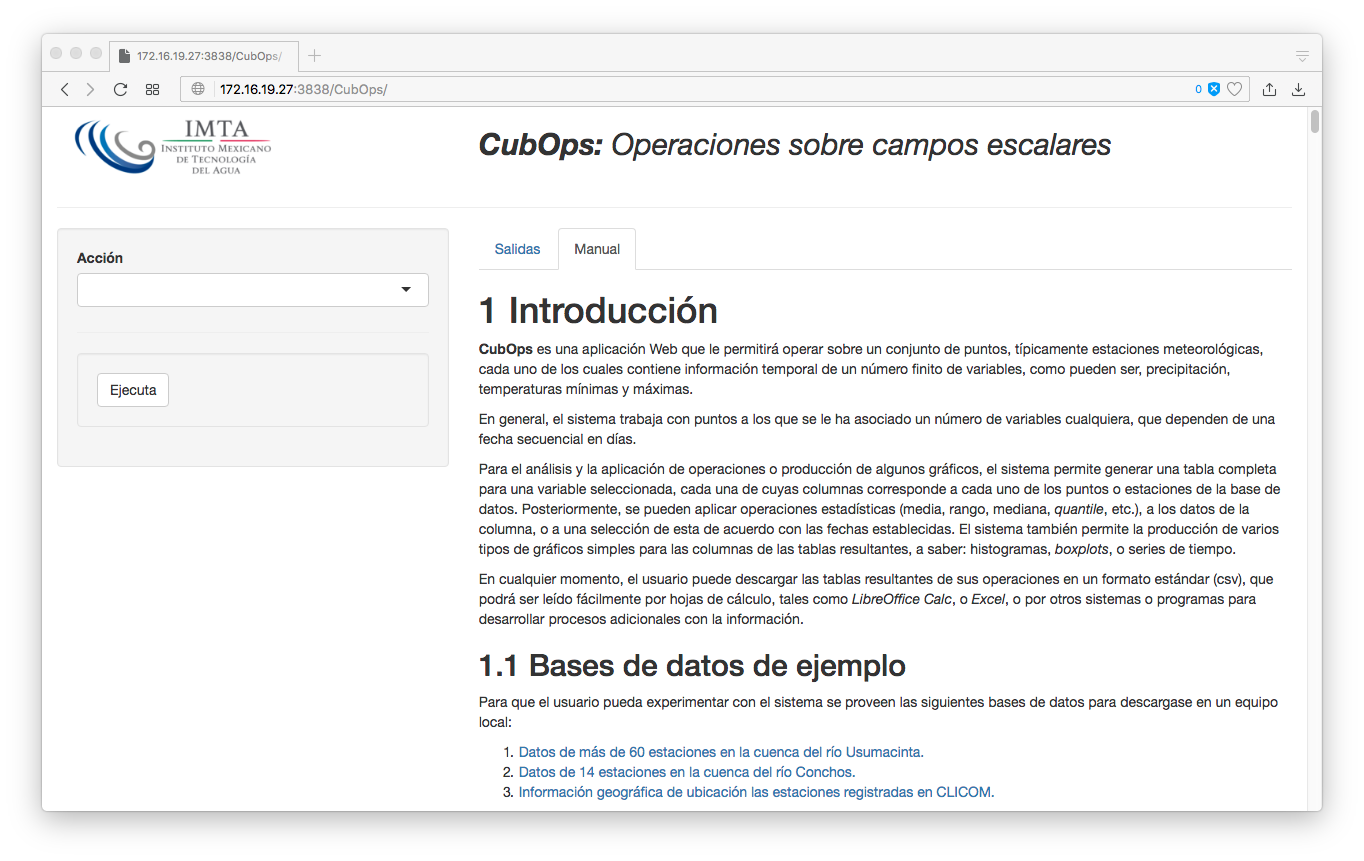 172.16.19.27:3838/CubOps/
172.16.19.27:3838/CubOps/
0
IMTA
INSTITUTO MEXICANO
DE TECNOLOGÍA
DEL AGUA
CubOps: Operaciones sobre campos escalares
Acción
Ejecuta
Salidas
Manual
1 Introducción
CubOps es una aplicación Web que le permitirá operar sobre un conjunto de puntos, típicamente estaciones meteorológicas,
cada uno de los cuales contiene información temporal de un número finito de variables, como pueden ser, precipitación,
temperaturas mínimas y máximas.
En general, el sistema trabaja con puntos a los que se le ha asociado un número de variables cualquiera, que dependen de una
fecha secuencial en días.
Para el análisis y la aplicación de operaciones o producción de algunos gráficos, el sistema permite generar una tabla completa
para una variable seleccionada, cada una de cuyas columnas corresponde a cada uno de los puntos o estaciones de la base de
datos. Posteriormente, se pueden aplicar operaciones estadísticas (media, rango, mediana, quantile, etc.), a los datos de la
columna, o a una selección de esta de acuerdo con las fechas establecidas. El sistema también permite la producción de varios
tipos de gráficos simples para las columnas de las tablas resultantes, a saber: histogramas, boxplots, o series de tiempo.
En cualquier momento, el usuario puede descargar las tablas resultantes de sus operaciones en un formato estándar (csv), que
podrá ser leído fácilmente por hojas de cálculo, tales como LibreOffice Calc, o Excel, o por otros sistemas o programas para
desarrollar procesos adicionales con la información.
1.1 Bases de datos de ejemplo
Para que el usuario pueda experimentar con el sistema se proveen las siguientes bases de datos para descargase en un equipo
local:
1. Datos de más de 60 estaciones en la cuenca del río Usumacinta.
2. Datos de 14 estaciones en la cuenca del río Conchos.
3. Información geográfica de ubicación las estaciones registradas en CLICOM.